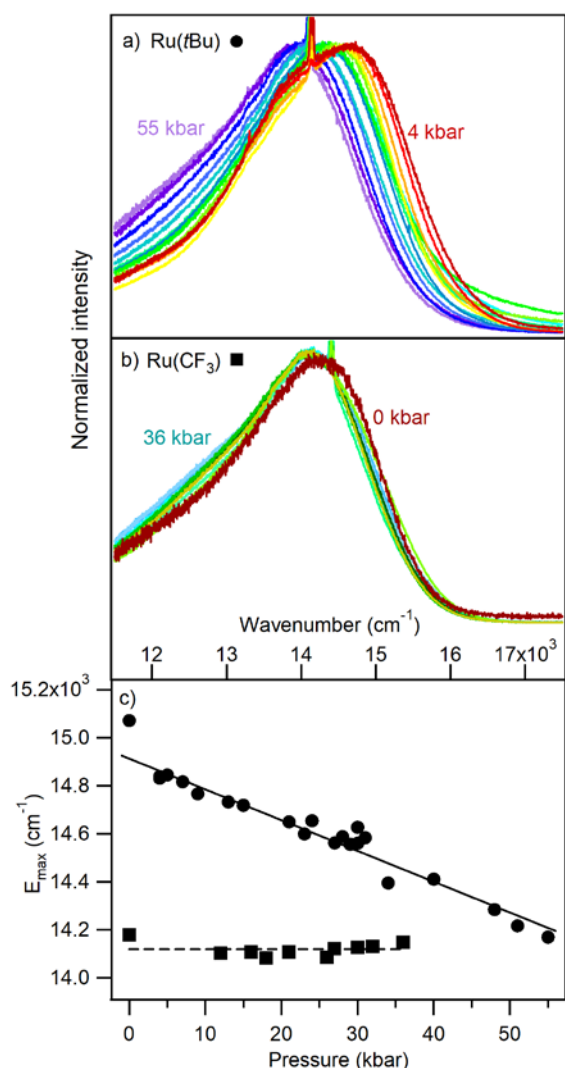 a) Ru(tBu) ●
55 kbar
4 kbar
Normalized intensity
b) Ru(CF₃) ■
36 kbar
0 kbar
Wavenumber (cm⁻¹)
12 13 14 15 16 17x10³
15.2x10³
c)
15.0
14.8
14.6
14.4
14.2
14.0
E_max (cm⁻¹)
0 10 20 30 40 50
Pressure (kbar)